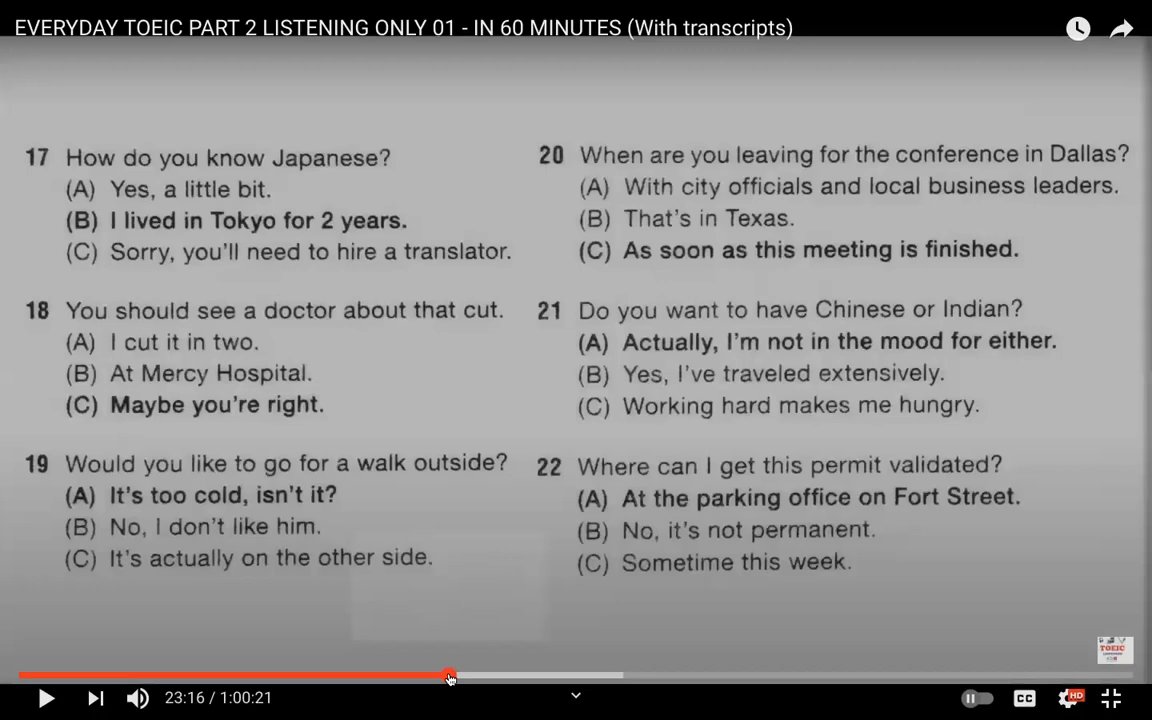 EVERYDAY TOEIC PART 2 LISTENING ONLY 01 - IN 60 MINUTES (With transcripts)
17 How do you know Japanese?
(A) Yes, a little bit.
(B) I lived in Tokyo for 2 years.
(C) Sorry, you'll need to hire a translator.
18 You should see a doctor about that cut.
(A) I cut it in two.
(B) At Mercy Hospital.
(C) Maybe you're right.
19 Would you like to go for a walk outside?
(A) It's too cold, isn't it?
(B) No, I don't like him.
(C) It's actually on the other side.
20 When are you leaving for the conference in Dallas?
(A) With city officials and local business leaders.
(B) That's in Texas.
(C) As soon as this meeting is finished.
21 Do you want to have Chinese or Indian?
(A) Actually, I'm not in the mood for either.
(B) Yes, I've traveled extensively.
(C) Working hard makes me hungry.
22 Where can I get this permit validated?
(A) At the parking office on Fort Street.
(B) No, it's not permanent.
(C) Sometime this week.
TOEIC
23:16 / 1:00:21
CC
HD